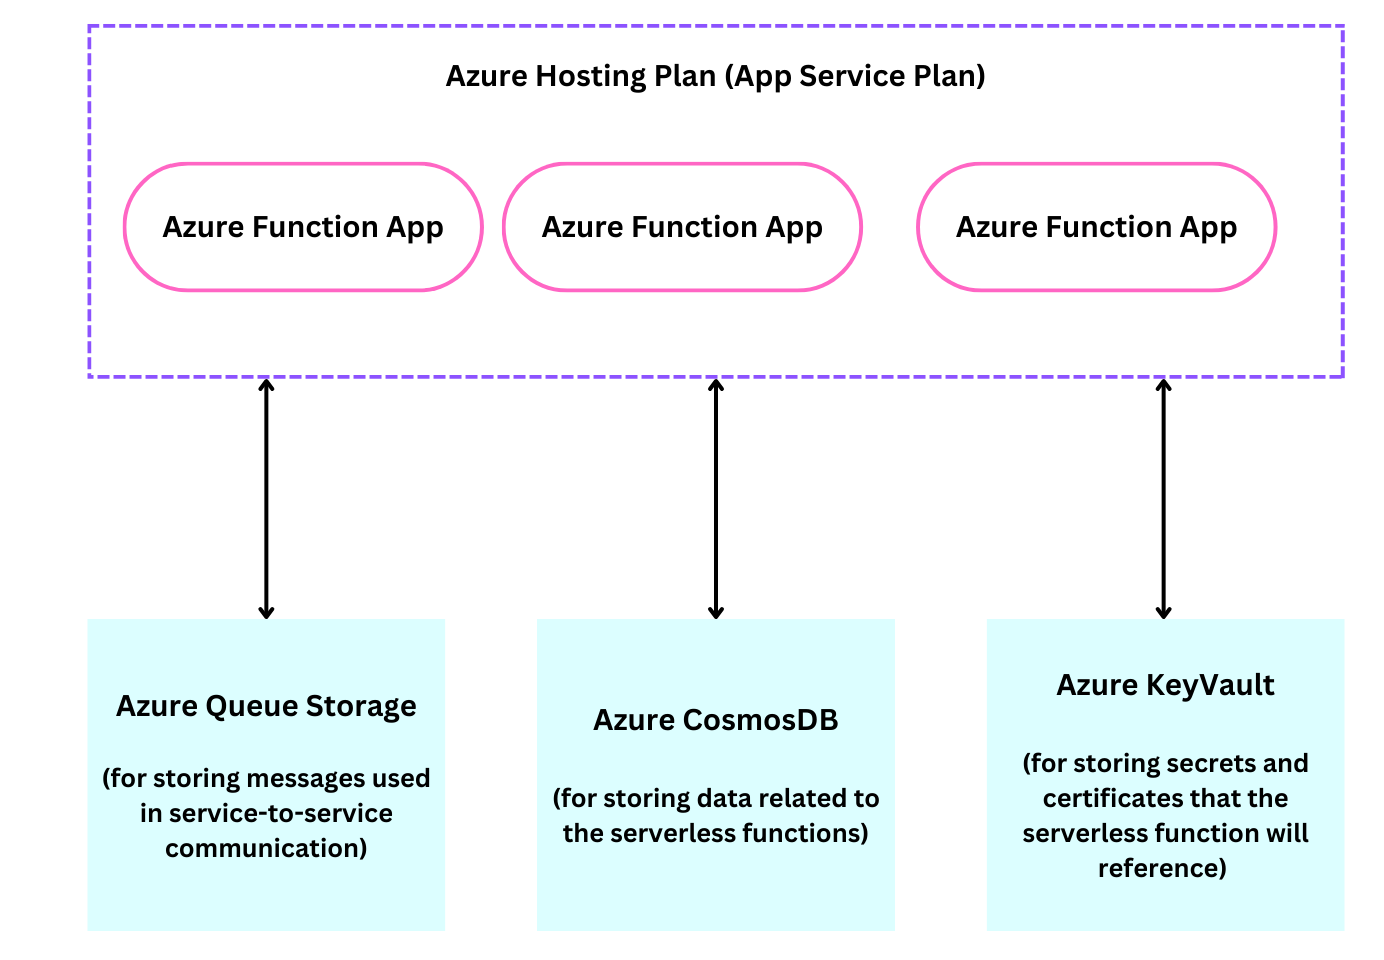 Azure Hosting Plan (App Service Plan)
Azure Function App
Azure Function App
Azure Function App
Azure Queue Storage
(for storing messages used
in service-to-service
communication)
Azure CosmosDB
(for storing data related to
the serverless functions)
Azure KeyVault
(for storing secrets and
certificates that the
serverless function will
reference)